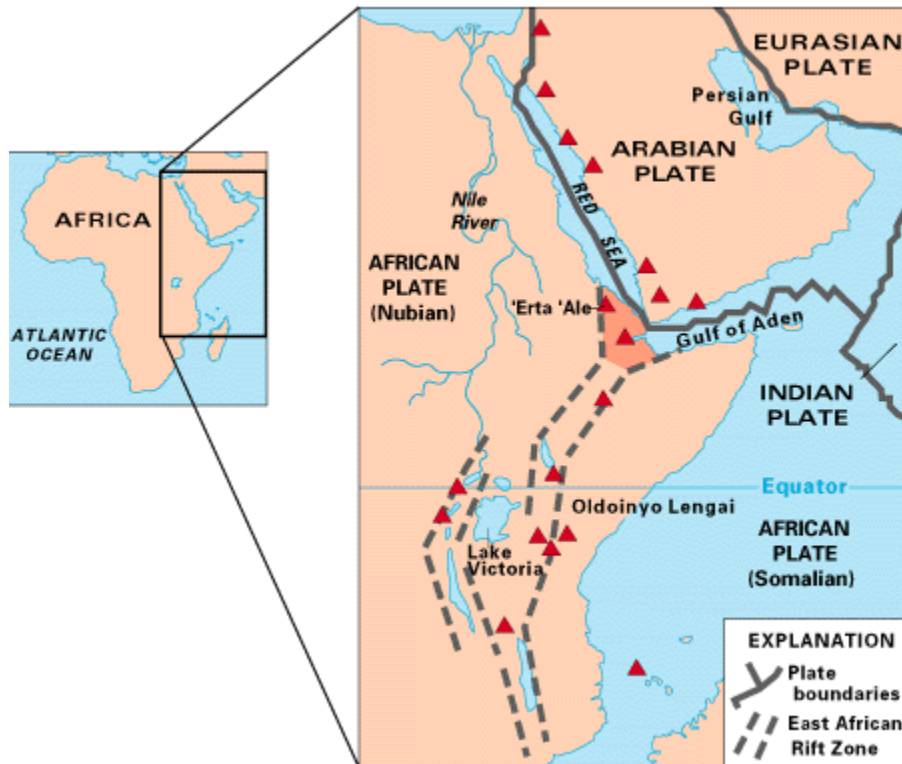 AFRICA
ATLANTIC
OCEAN
EURASIAN
PLATE
Persian
Gulf
ARABIAN
PLATE
RED
SEA
Nile
River
AFRICAN
PLATE
(Nubian)
'Erta 'Ale
Gulf of Aden
INDIAN
PLATE
Equator
Oldoinyo Lengai
Lake
Victoria
AFRICAN
PLATE
(Somalian)
EXPLANATION
Plate
boundaries
East African
Rift Zone